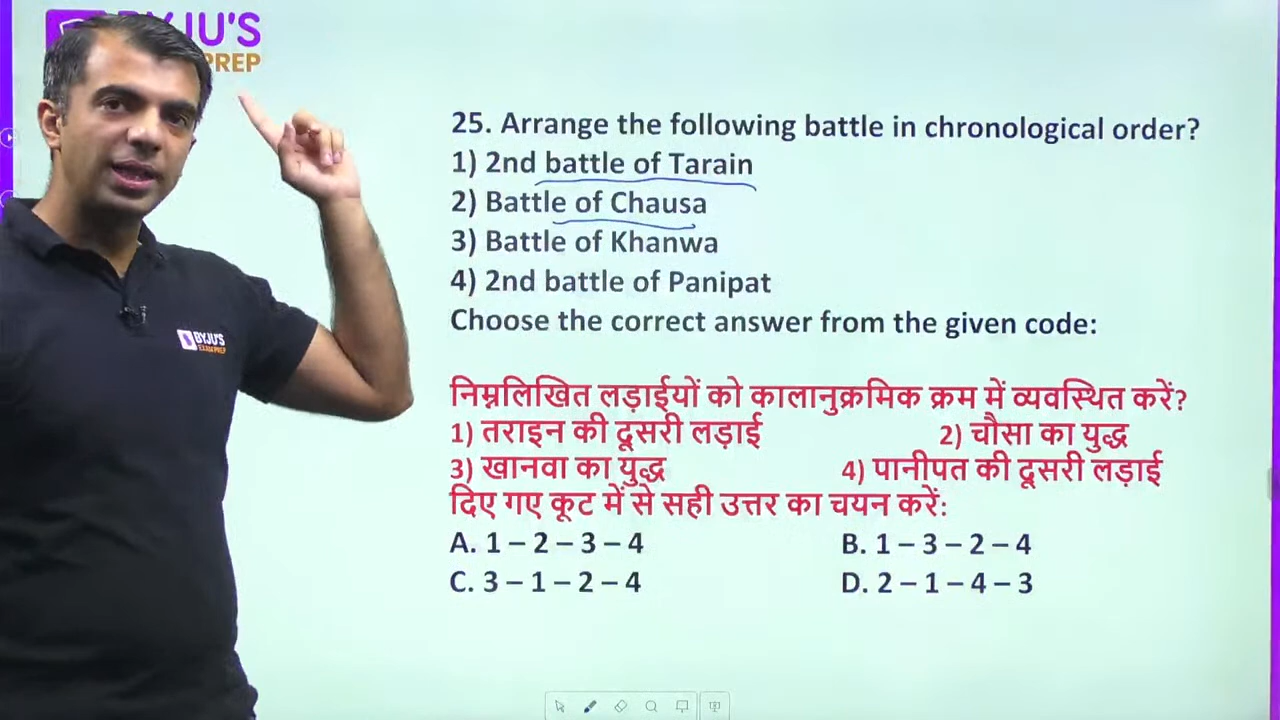 BYJU'S
PREP
25. Arrange the following battle in chronological order?
1) 2nd battle of Tarain
2) Battle of Chausa
3) Battle of Khanwa
4) 2nd battle of Panipat
Choose the correct answer from the given code:
निम्नलिखित लड़ाईयों को कालानुक्रमिक क्रम में व्यवस्थित करें?
1) तराइन की दूसरी लड़ाई 2) चौसा का युद्ध
3) खानवा का युद्ध 4) पानीपत की दूसरी लड़ाई
दिए गए कूट में से सही उत्तर का चयन करें:
A. 1 – 2 – 3 – 4 B. 1 – 3 – 2 – 4
C. 3 – 1 – 2 – 4 D. 2 – 1 – 4 – 3
BYJU'S
EXAM PREP